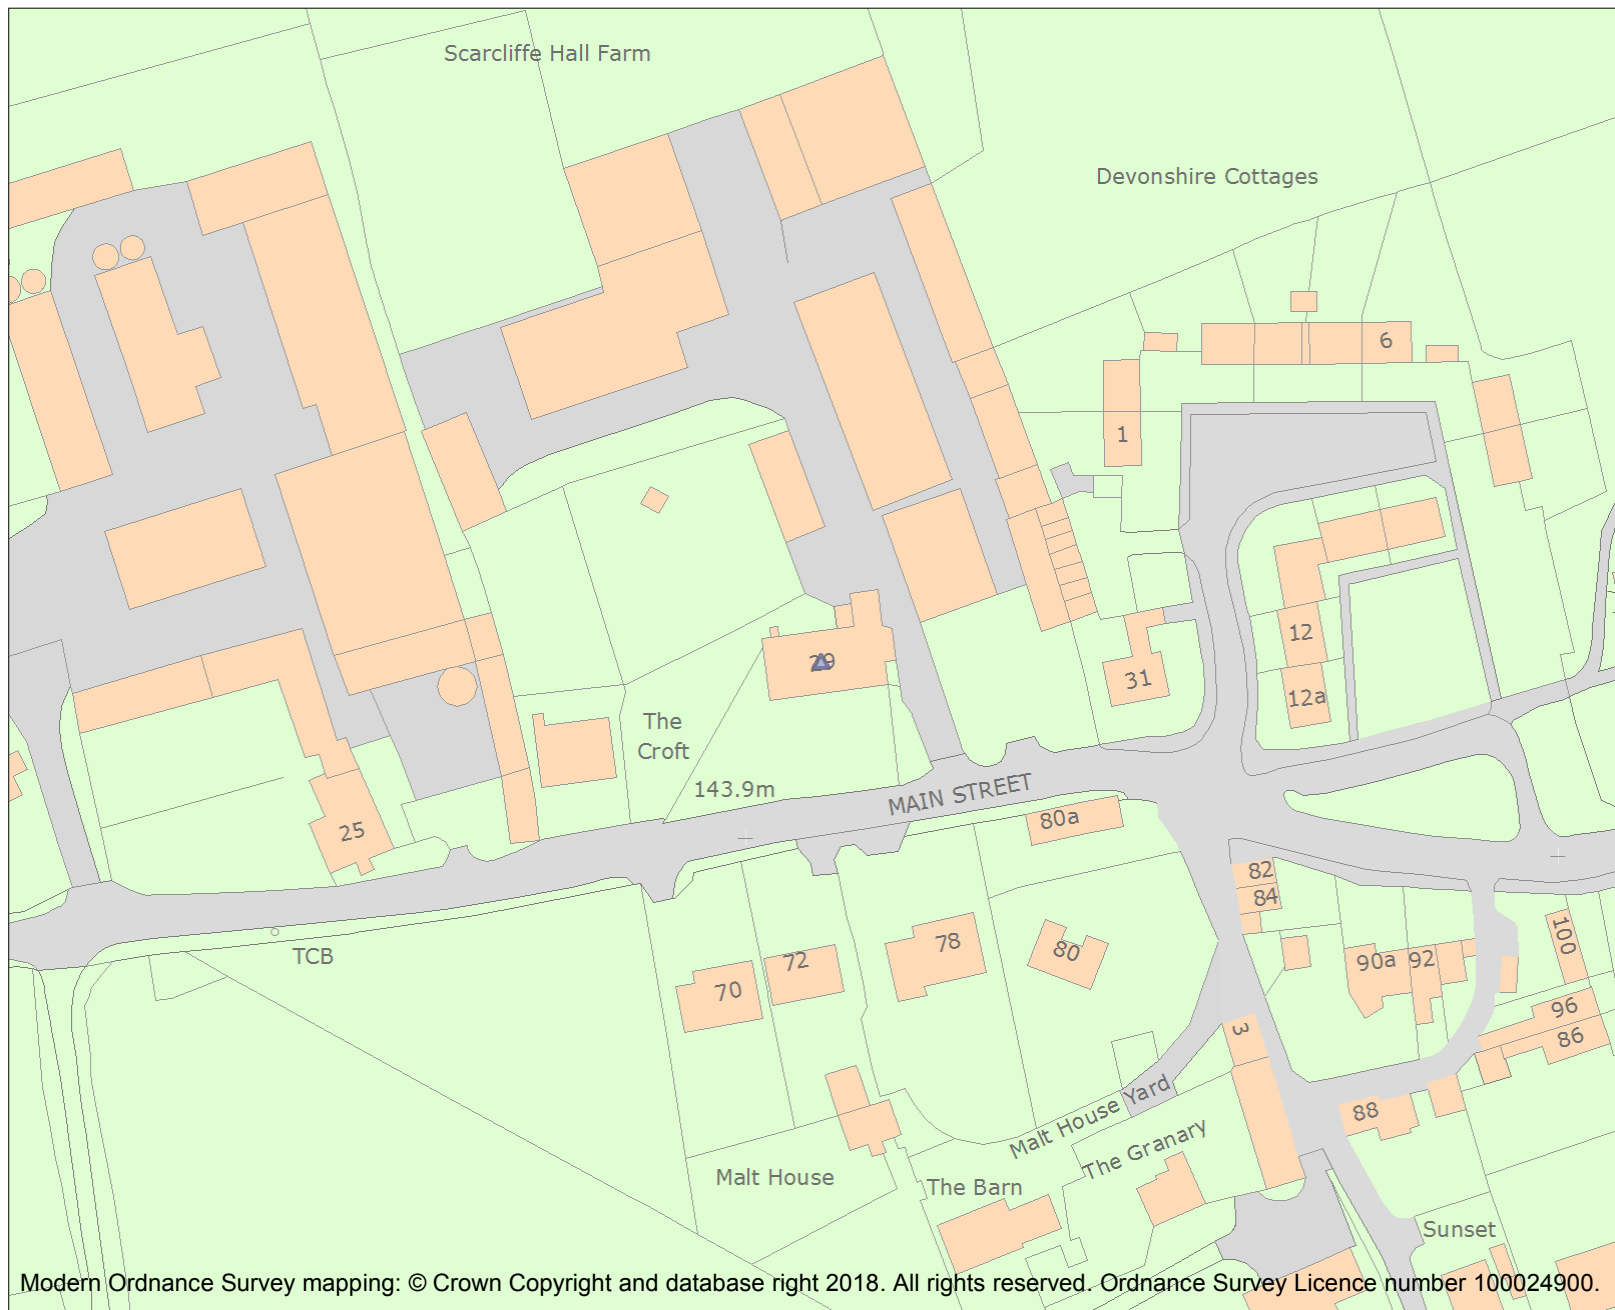 Scarcliffe Hall Farm
Devonshire Cottages
6
1
12
29
31
12a
The
Croft
143.9m
MAIN STREET
80a
25
82
84
100
78
80
TCB
72
90a
92
70
96
3
86
Malt House Yard
88
The Granary
Malt House
The Barn
Sunset
Modern Ordnance Survey mapping: © Crown Copyright and database right 2018. All rights reserved. Ordnance Survey Licence number 100024900.